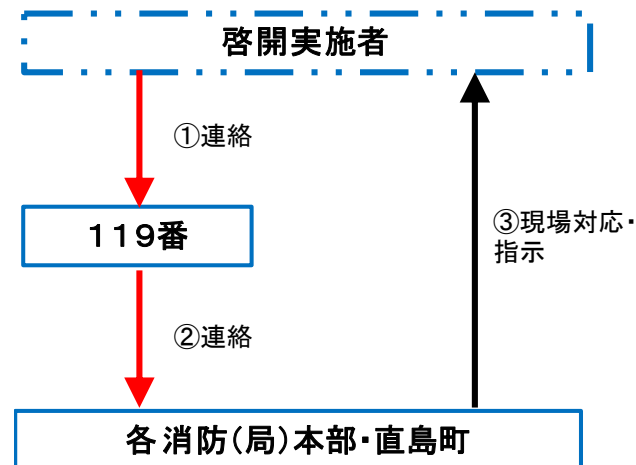 啓開実施者
①連絡
１１９番
③現場対応・
指示
②連絡
各消防(局)本部・直島町